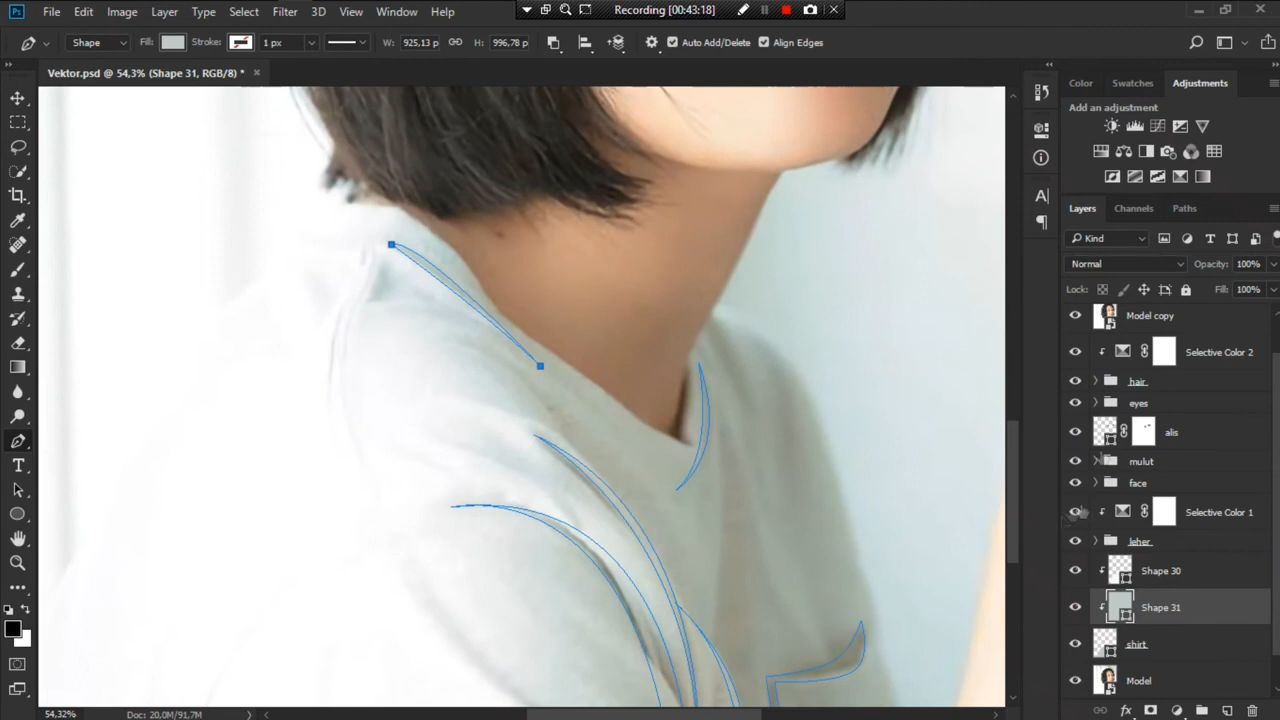 Ps File Edit Image Layer Type Select Filter 3D View Window Help
Recording [00:43:18]
Shape Fill: Stroke: 1 px W: 925,13 p H: 996,78 p Auto Add/Delete Align Edges
Vektor.psd @ 54,3% (Shape 31, RGB/8) * ×
Color Swatches Adjustments
Add an adjustment
Layers Channels Paths
Kind
Normal Opacity: 100%
Lock: Fill: 100%
Model copy
Selective Color 2
hair
eyes
alis
mulut
face
Selective Color 1
leher
Shape 30
Shape 31
shirt
Model
54,32% Doc: 20,0M/91,7M